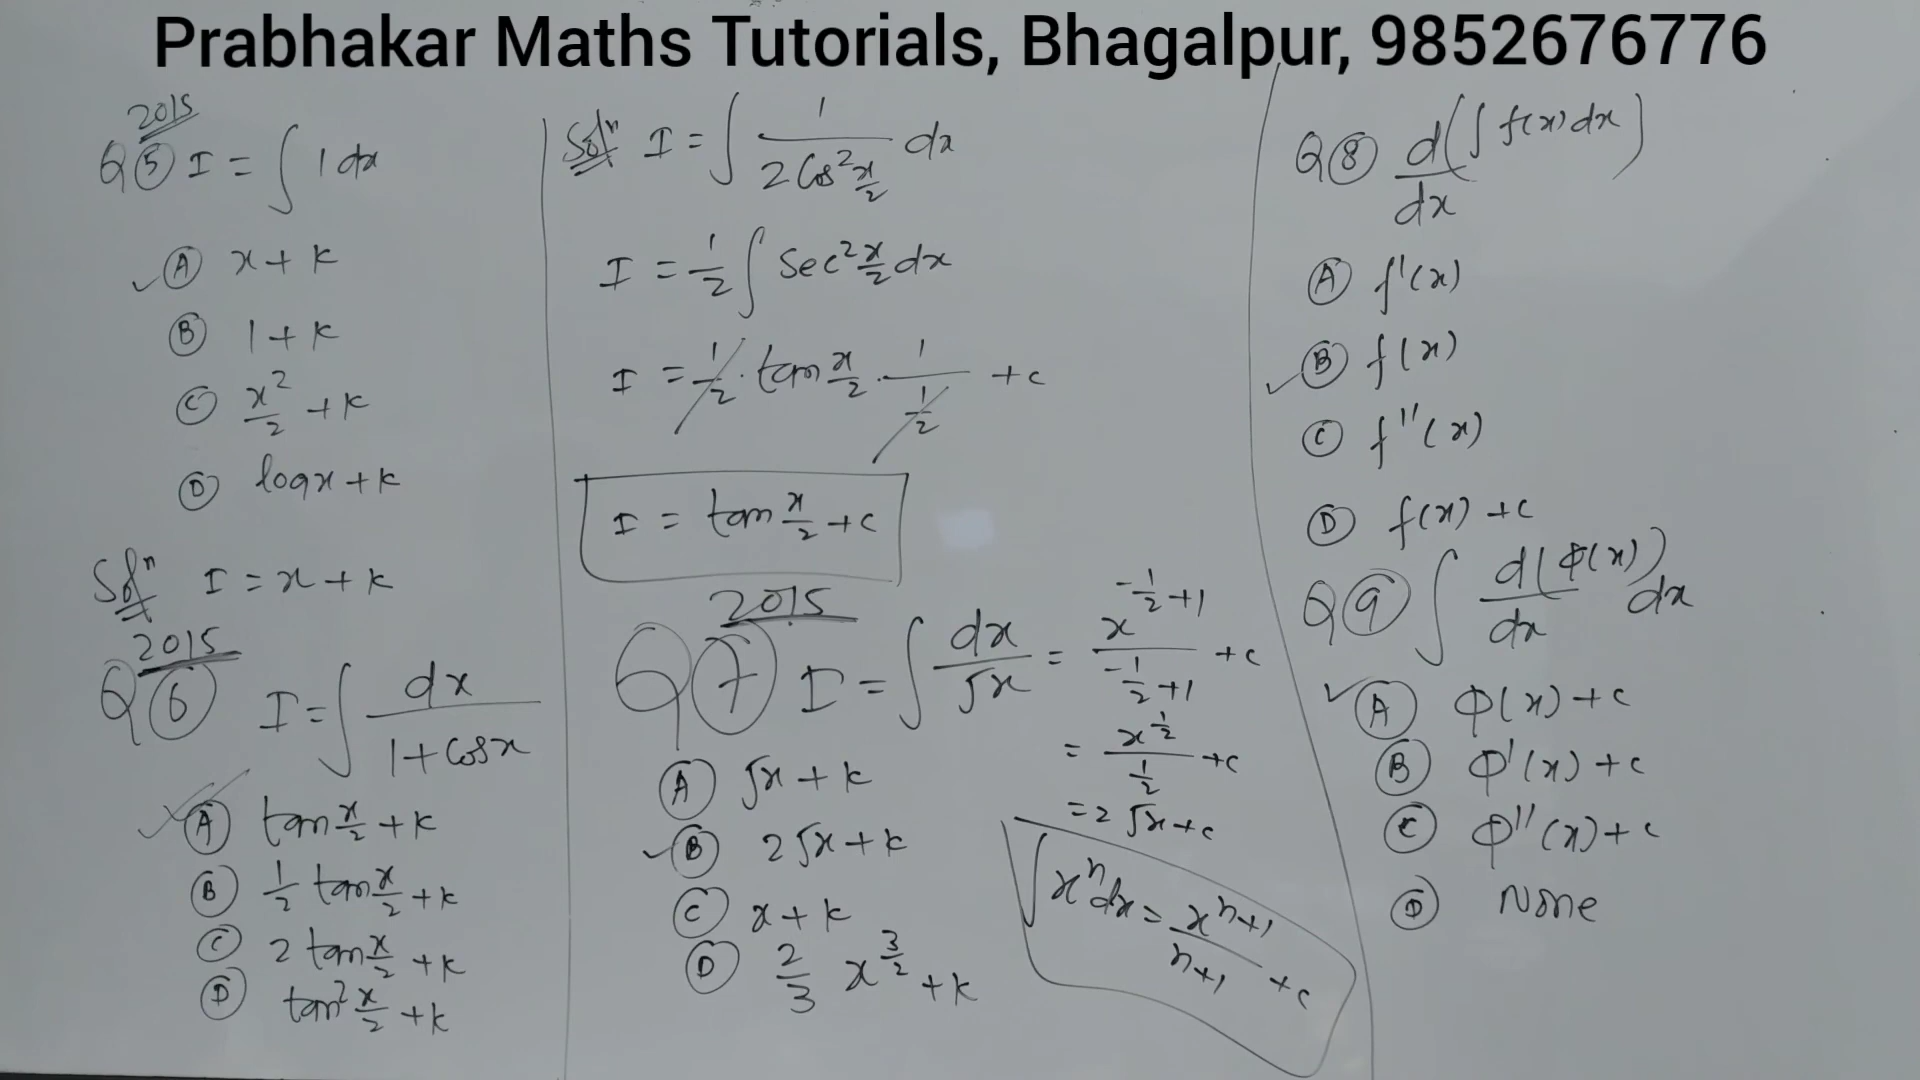 Prabhakar Maths Tutorials, Bhagalpur, 9852676776
2015
Q⑤ I = ∫ 1 dx
Ⓐ x + k
Ⓑ 1 + k
Ⓒ x²/2 + k
Ⓓ logx + k
Solⁿ I = x + k
2015
Q⑥ I = ∫ dx/(1 + Cosx)
Ⓐ tan x/2 + k
Ⓑ 1/2 tan x/2 + k
Ⓒ 2 tan x/2 + k
Ⓓ tan² x/2 + k
Solⁿ I = ∫ 1/(2 Cos² x/2) dx
I = 1/2 ∫ Sec² x/2 dx
I = 1/2 . tan x/2 . 1/(1/2) + c
I = tan x/2 + c
2015
Q⑦ I = ∫ dx/√x = x^(-1/2 + 1)/(-1/2 + 1) + c
= x^(1/2)/(1/2) + c
= 2 √x + c
Ⓐ √x + k
Ⓑ 2√x + k
Ⓒ x + k
Ⓓ 2/3 x^(3/2) + k
∫ xⁿ dx = x^(n+1)/(n+1) + c
Q⑧ d(∫ f(x) dx)/dx
Ⓐ f'(x)
Ⓑ f(x)
Ⓒ f''(x)
Ⓓ f(x) + c
Q⑨ ∫ d(Φ(x))/dx dx
Ⓐ Φ(x) + c
Ⓑ Φ'(x) + c
Ⓒ Φ''(x) + c
Ⓓ None